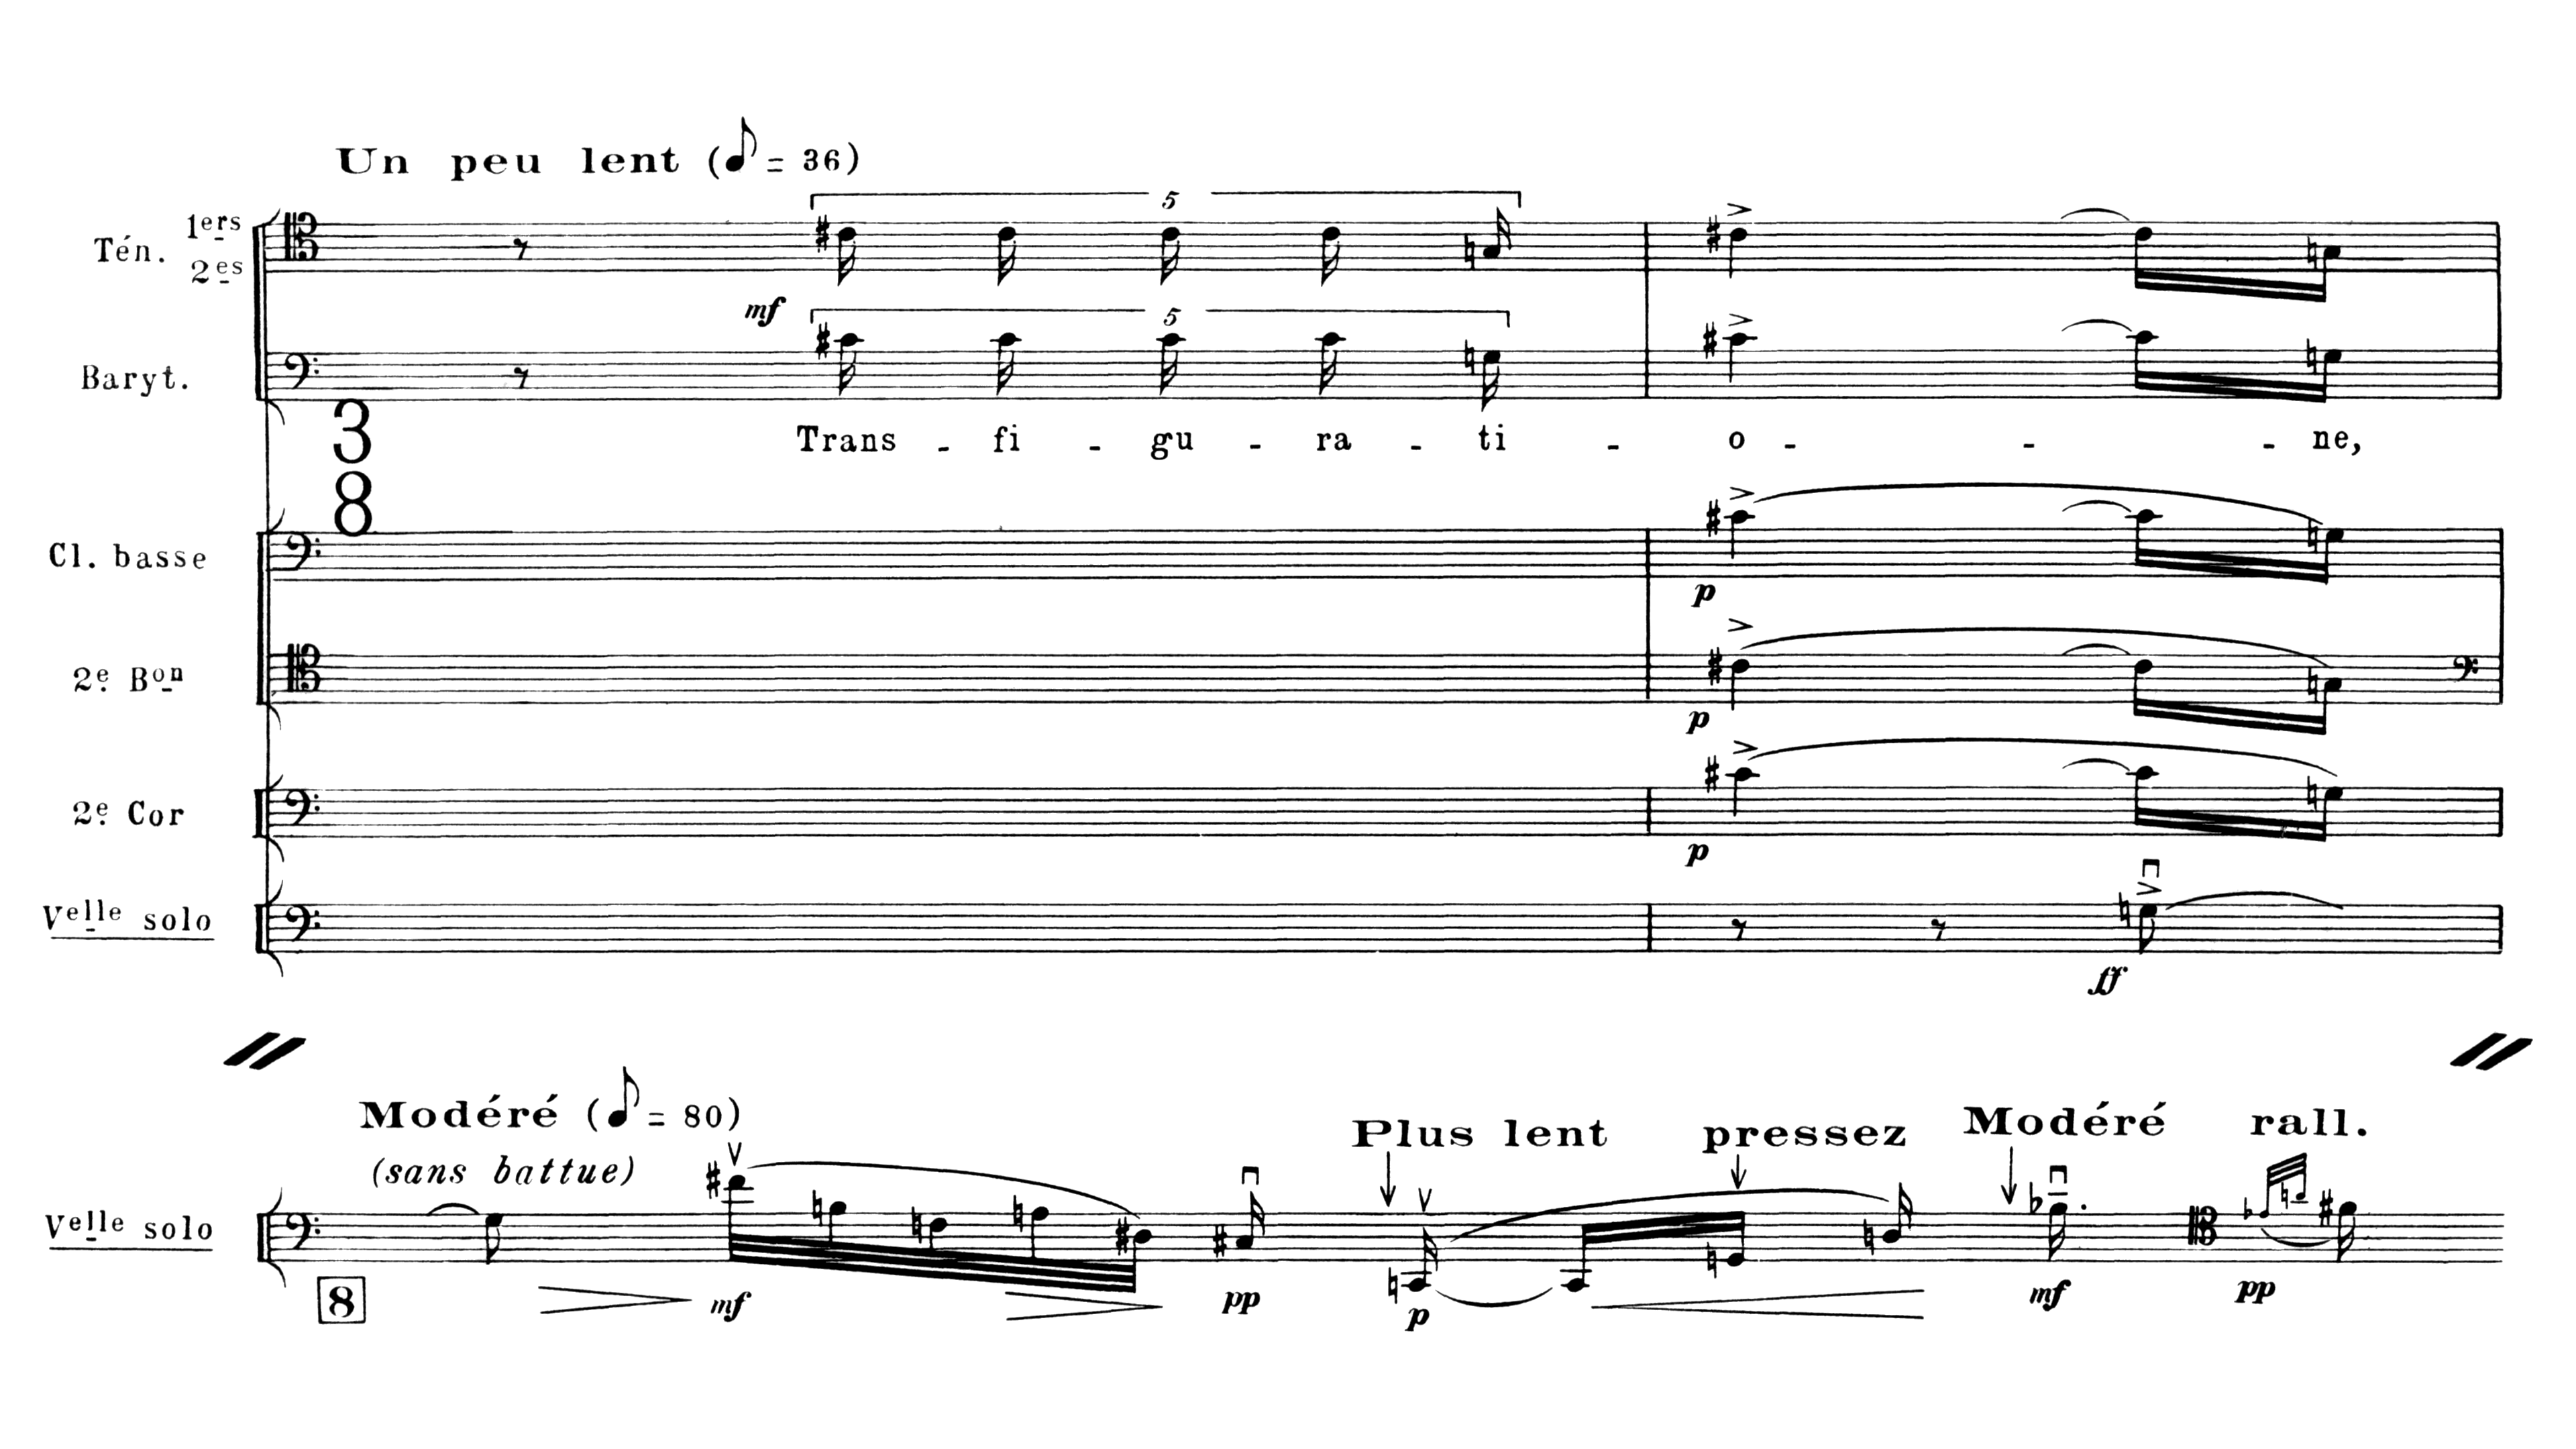 Un peu lent (♪ = 36)
Tén. 1ers
2es
5
mf
5
Baryt.
3
8
Trans - fi - gu - ra - ti - o - - - ne,
Cl. basse
p
2e Bon
p
2e Cor
p
Velle solo
ff
Modéré (♪ = 80)
Plus lent pressez Modéré rall.
(sans battue)
Velle solo
8
mf pp p mf pp